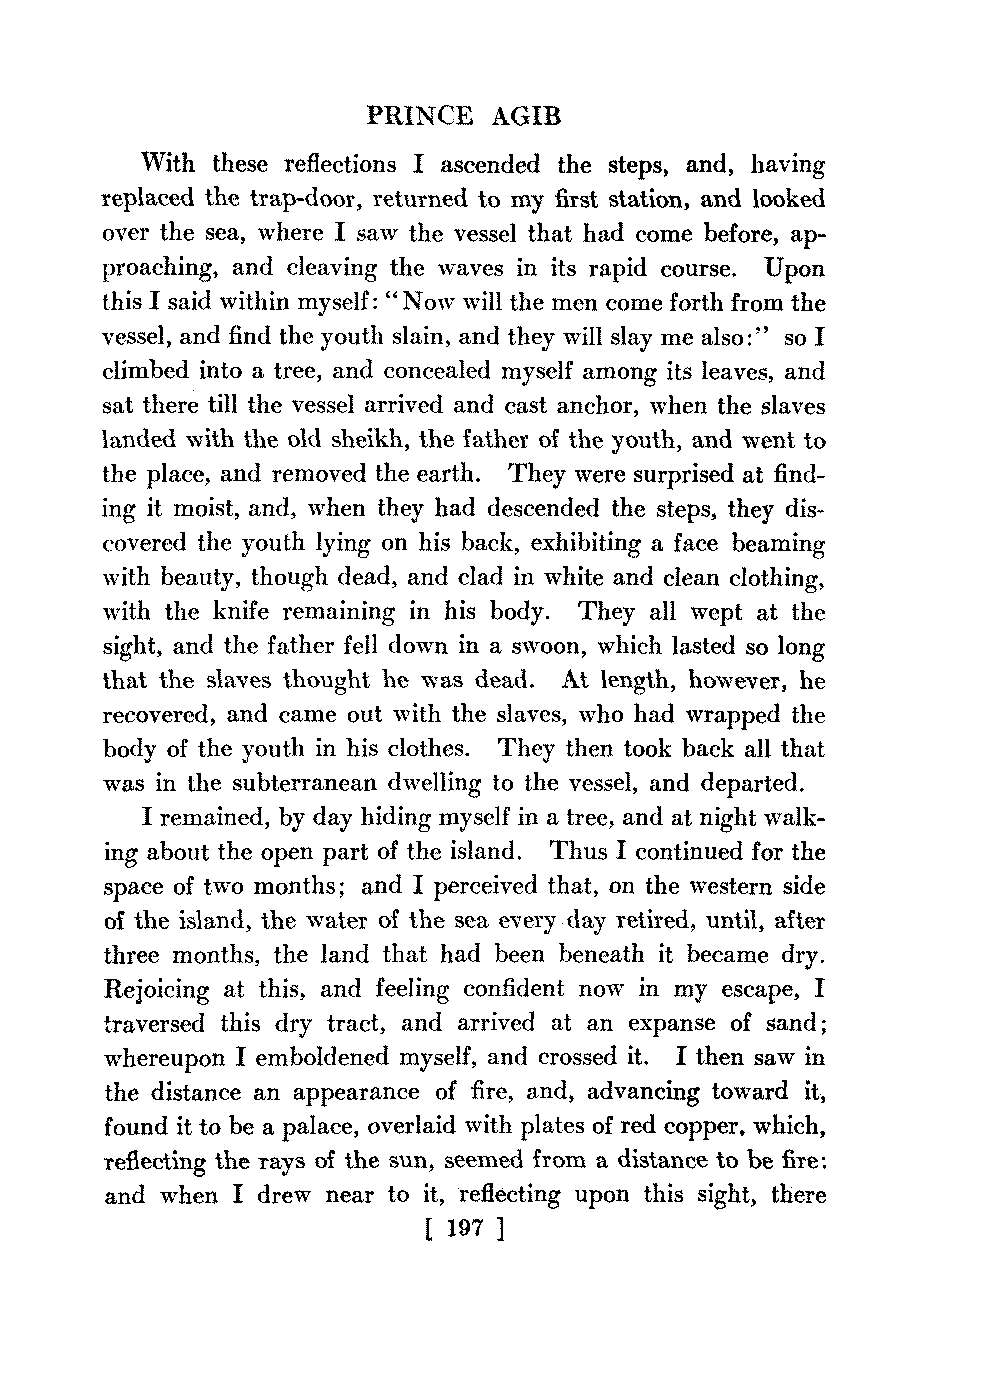 PRINCE AGIB
With these reflections I ascended the steps, and, having
replaced the trap-door, returned to my first station, and looked
over the sea, where I saw the vessel that had come before, ap-
proaching, and cleaving the waves in its rapid course. Upon
this I said within myself: “Now will the men come forth from the
vessel, and find the youth slain, and they will slay me also:” so I
climbed into a tree, and concealed myself among its leaves, and
sat there till the vessel arrived and cast anchor, when the slaves
landed with the old sheikh, the father of the youth, and went to
the place, and removed the earth. They were surprised at find-
ing it moist, and, when they had descended the steps, they dis-
covered the youth lying on his back, exhibiting a face beaming
with beauty, though dead, and clad in white and clean clothing,
with the knife remaining in his body. They all wept at the
sight, and the father fell down in a swoon, which lasted so long
that the slaves thought he was dead. At length, however, he
recovered, and came out with the slaves, who had wrapped the
body of the youth in his clothes. They then took back all that
was in the subterranean dwelling to the vessel, and departed.
I remained, by day hiding myself in a tree, and at night walk-
ing about the open part of the island. Thus I continued for the
space of two months; and I perceived that, on the western side
of the island, the water of the sea every day retired, until, after
three months, the land that had been beneath it became dry.
Rejoicing at this, and feeling confident now in my escape, I
traversed this dry tract, and arrived at an expanse of sand;
whereupon I emboldened myself, and crossed it. I then saw in
the distance an appearance of fire, and, advancing toward it,
found it to be a palace, overlaid with plates of red copper, which,
reflecting the rays of the sun, seemed from a distance to be fire:
and when I drew near to it, reflecting upon this sight, there
[ 197 ]